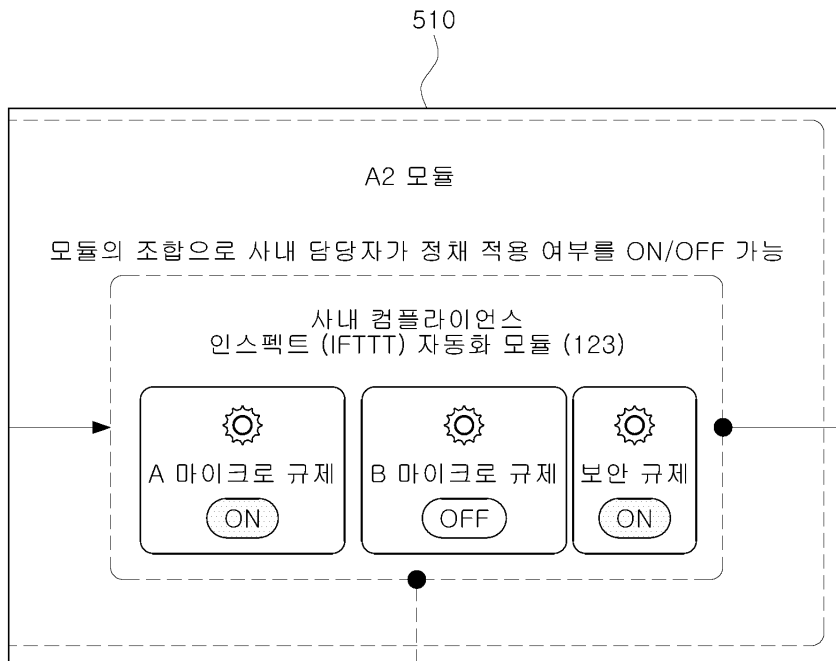 510
A2 모듈
모듈의 조합으로 사내 담당자가 정채 적용 여부를 ON/OFF 가능
사내 컴플라이언스
인스펙트 (IFTTT) 자동화 모듈 (123)
A 마이크로 규제
B 마이크로 규제
보안 규제
ON
OFF
ON